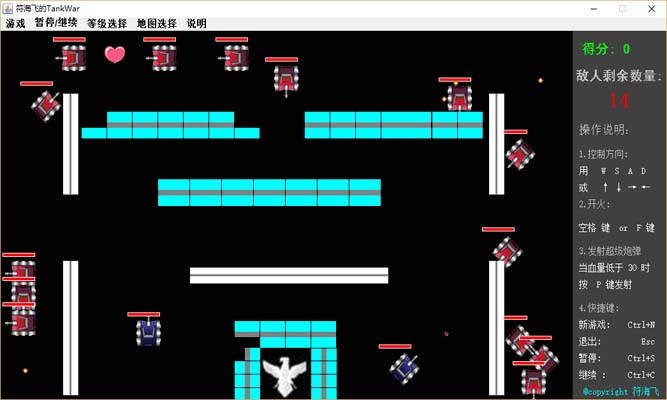 符海飞的TankWar
游戏 暂停/继续 等级选择 地图选择 说明
得分: 0
敌人剩余数量:
14
操作说明:
1.控制方向:
用 W S A D
或 ↑ ↓ → ←
2.开火:
空格 键 or F 键
3.发射超级炮弹
当血量低于 30 时
按 P 键发射
4.快捷键:
新游戏: Ctrl+N
退出: Esc
暂停: Ctrl+S
继续 : Ctrl+C
@copyright 符海飞